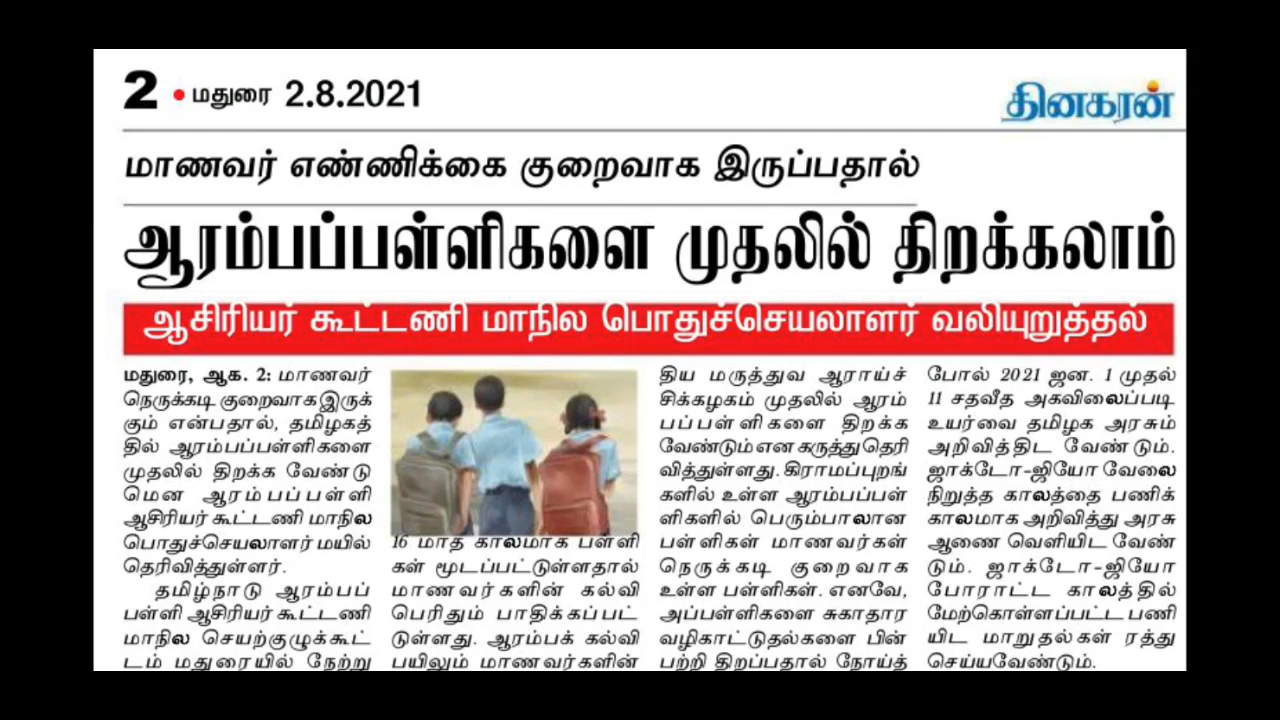 2 • மதுரை 2.8.2021
தினகரன்
மாணவர் எண்ணிக்கை குறைவாக இருப்பதால்
ஆரம்பப்பள்ளிகளை முதலில் திறக்கலாம்
ஆசிரியர் கூட்டணி மாநில பொதுச்செயலாளர் வலியுறுத்தல்
மதுரை, ஆக. 2: மாணவர்
நெருக்கடி குறைவாக இருக்
கும் என்பதால், தமிழகத்
தில் ஆரம்பப்பள்ளிகளை
முதலில் திறக்க வேண்டு
மென ஆரம்பப்பள்ளி
ஆசிரியர் கூட்டணி மாநில
பொதுச்செயலாளர் மயில்
தெரிவித்துள்ளர்.
தமிழ்நாடு ஆரம்பப்
பள்ளி ஆசிரியர் கூட்டணி
மாநில செயற்குழுக்கூட்
டம் மதுரையில் நேற்று
16 மாத காலமாக பள்ளி
கள் மூடப்பட்டுள்ளதால்
மாணவர்களின் கல்வி
பெரிதும் பாதிக்கப்பட்
டுள்ளது. ஆரம்பக் கல்வி
பயிலும் மாணவர்களின்
திய மருத்துவ ஆராய்ச்
சிக்கழகம் முதலில் ஆரம்
பப்பள்ளிகளை திறக்க
வேண்டும் என கருத்து தெரி
வித்துள்ளது. கிராமப்புறங்
களில் உள்ள ஆரம்பப்பள்
ளிகளில் பெரும்பாலான
பள்ளிகள் மாணவர்கள்
நெருக்கடி குறைவாக
உள்ள பள்ளிகள். எனவே,
அப்பள்ளிகளை சுகாதார
வழிகாட்டுதல்களை பின்
பற்றி திறப்பதால் நோய்த்
போல் 2021 ஜன. 1 முதல்
11 சதவீத அகவிலைப்படி
உயர்வை தமிழக அரசும்
அறிவித்திட வேண்டும்.
ஜாக்டோ-ஜியோ வேலை
நிறுத்த காலத்தை பணிக்
காலமாக அறிவித்து அரசு
ஆணை வெளியிட வேண்
டும். ஜாக்டோ-ஜியோ
போராட்ட காலத்தில்
மேற்கொள்ளப்பட்ட பணி
யிட மாறுதல்கள் ரத்து
செய்யவேண்டும்.